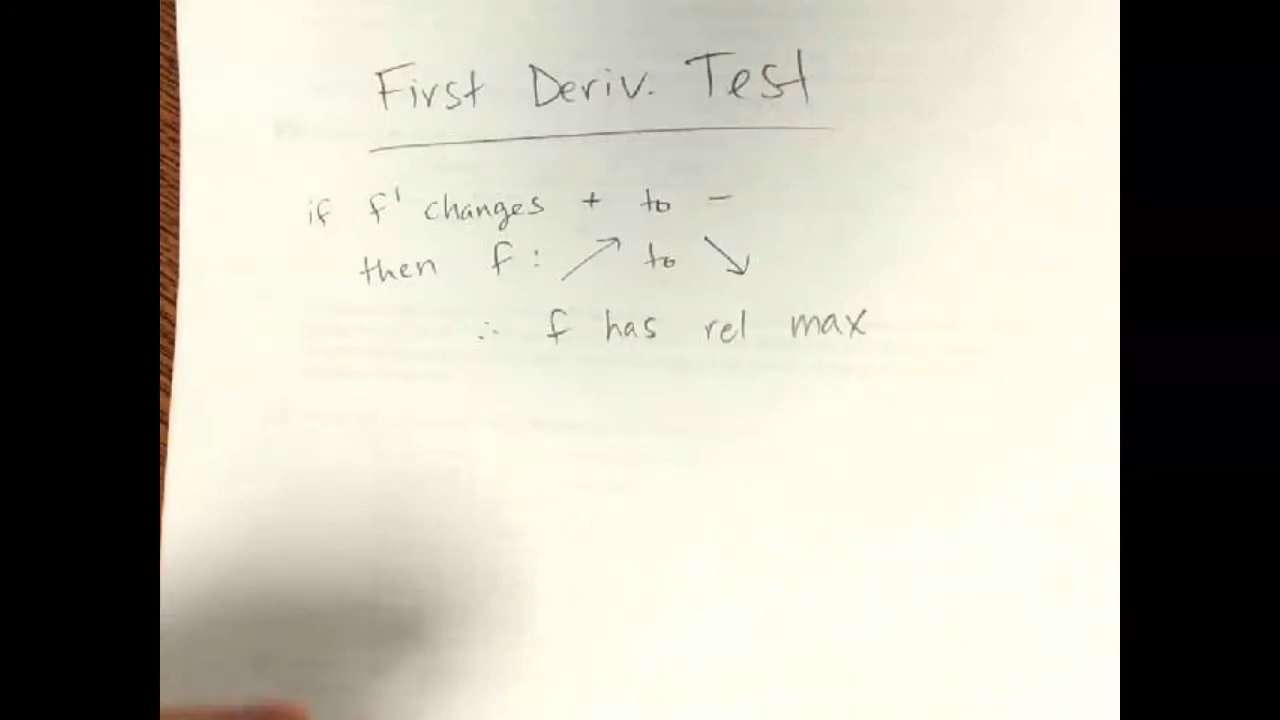 First Deriv. Test
if f' changes + to −
then f: ↗ to ↘
∴ f has rel max